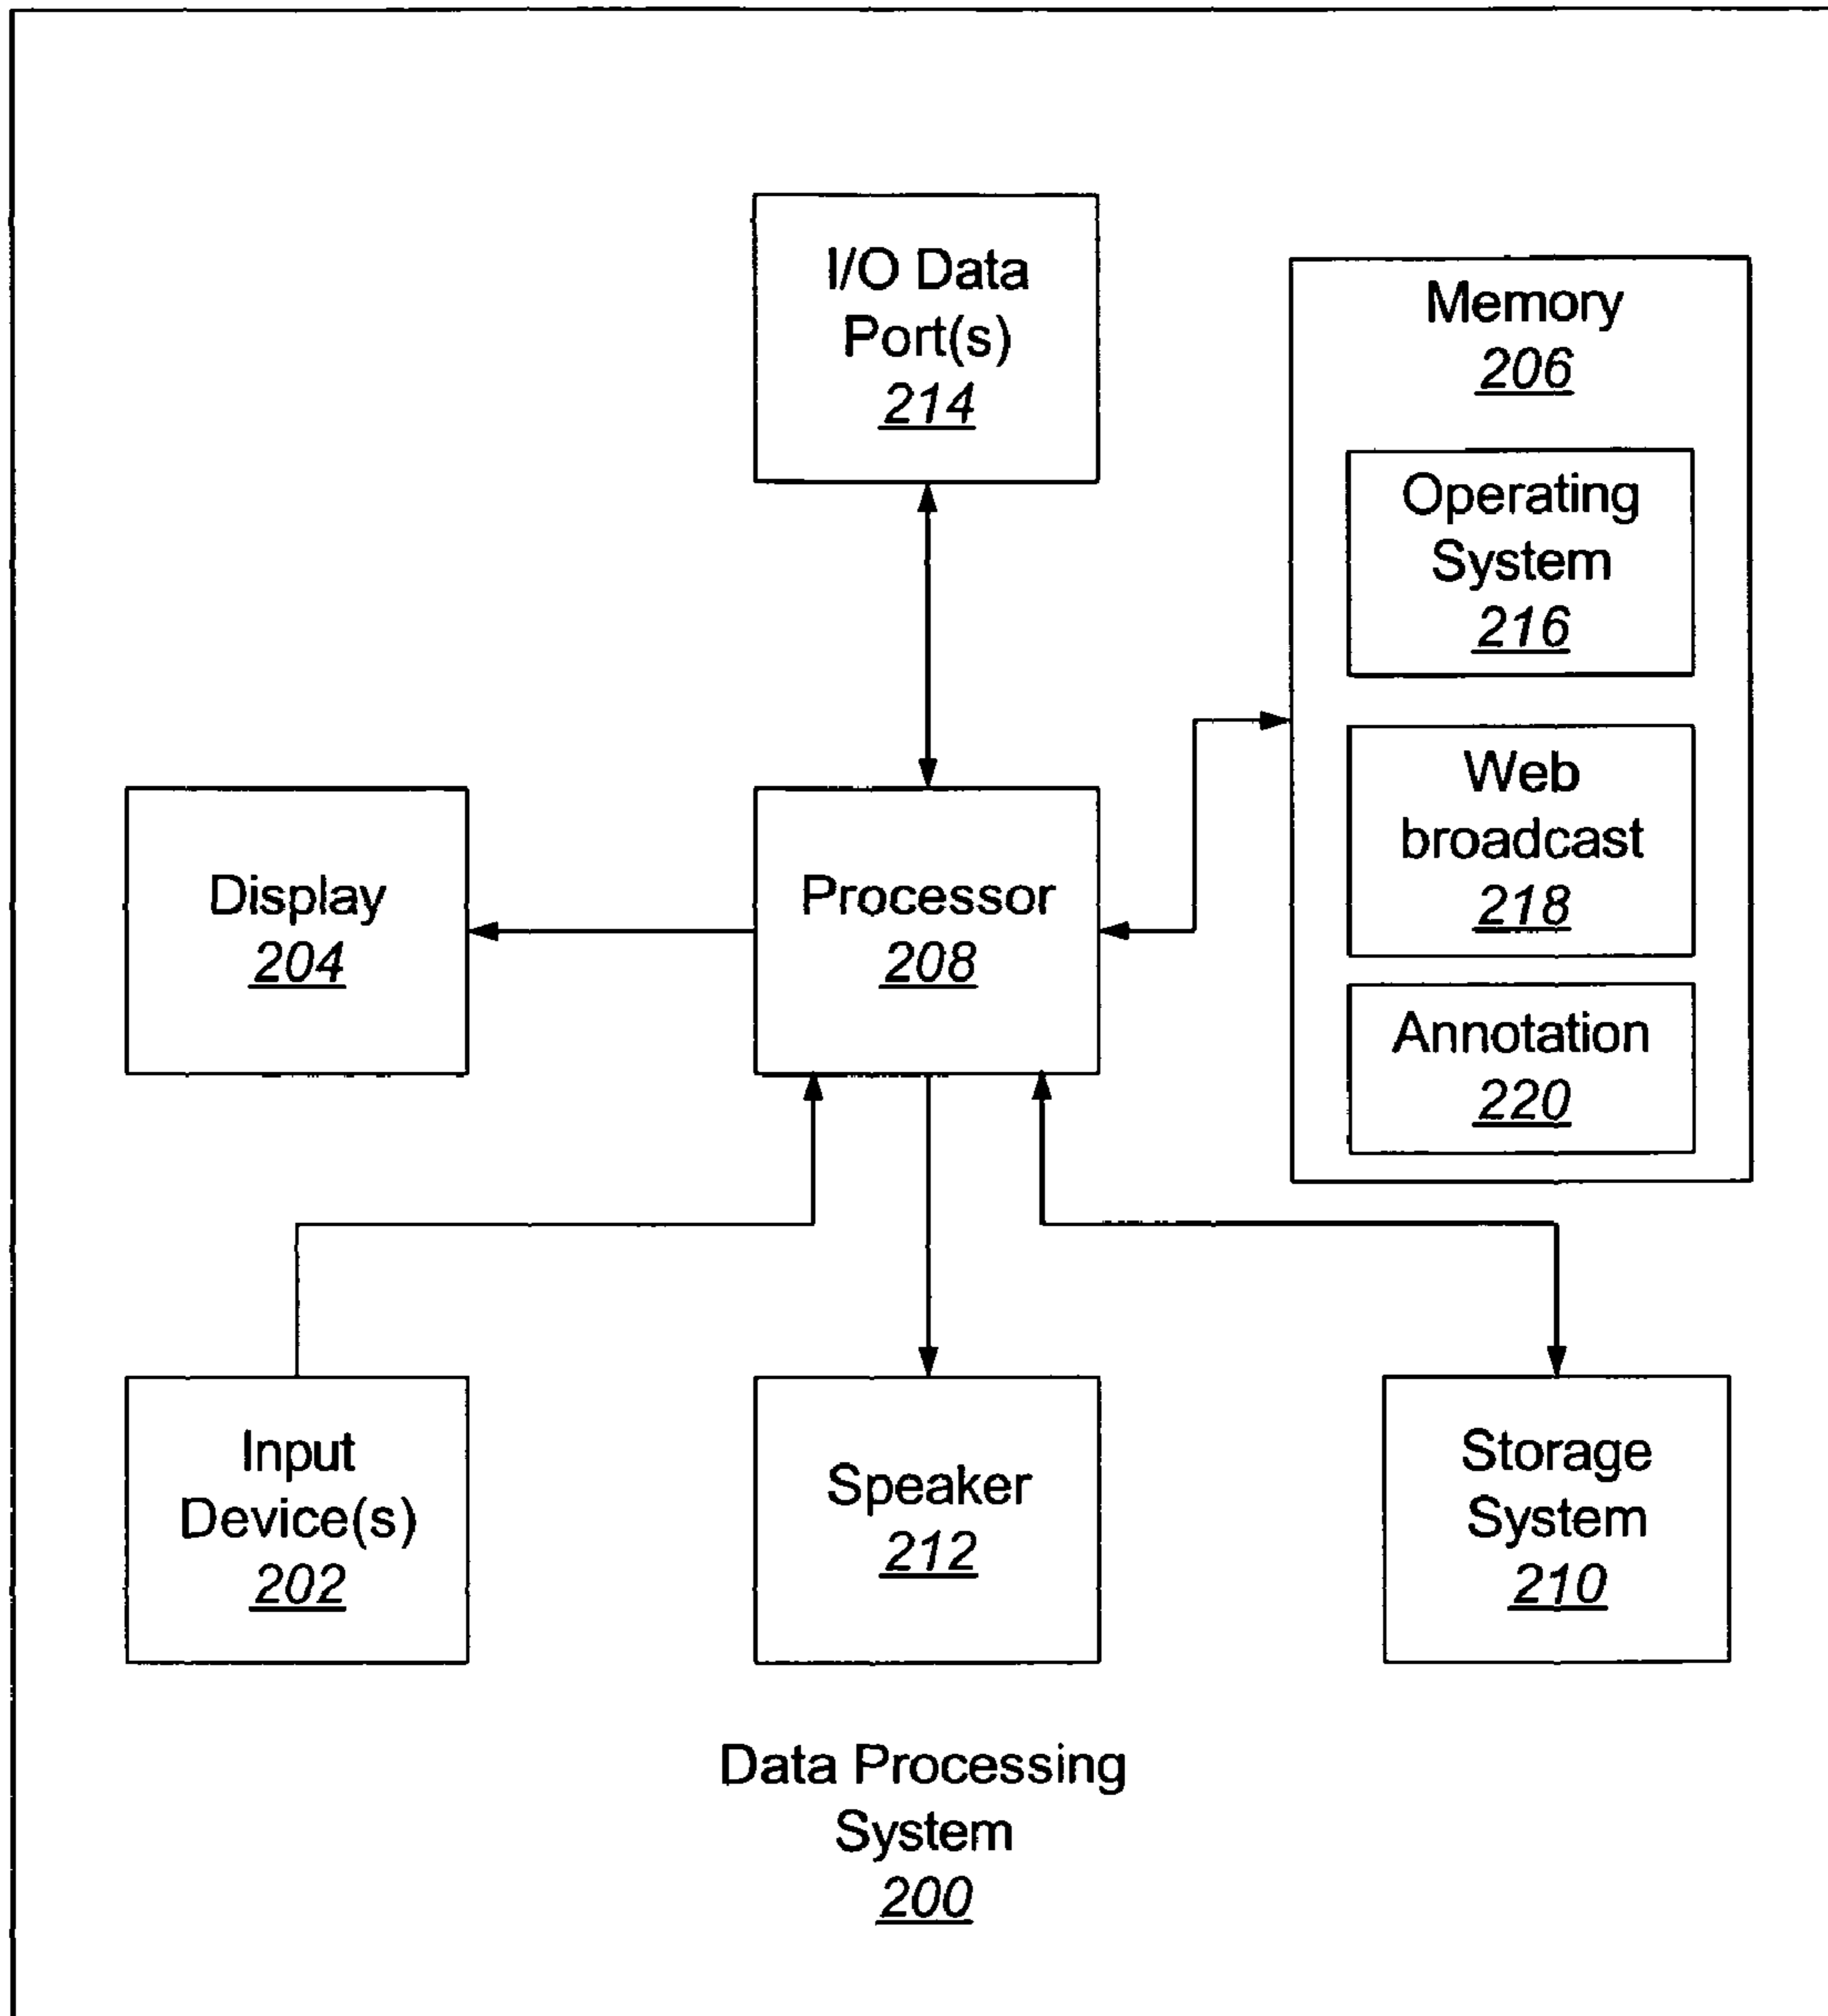 I/O Data
Port(s)
214
Memory
206
Operating
System
216
Web
broadcast
218
Annotation
220
Display
204
Processor
208
Input
Device(s)
202
Speaker
212
Storage
System
210
Data Processing
System
200